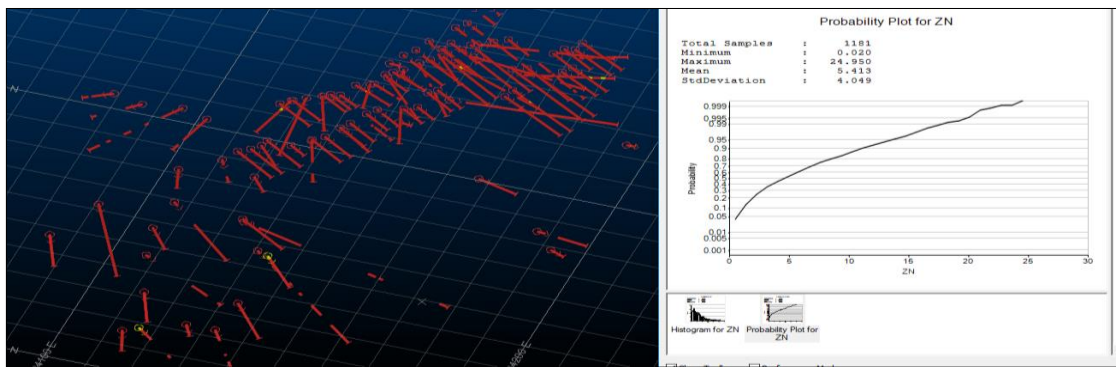 Probability Plot for ZN
Total Samples : 1181
Minimum : 0.020
Maximum : 24.950
Mean : 5.413
StdDeviation : 4.049
0.999
0.995
0.99
0.95
0.9
0.8
0.7
0.6
0.5
0.4
0.3
0.2
0.1
0.05
0.01
0.005
0.001
Probability
0 5 10 15 20 25 30
ZN
Histogram for ZN
Probability Plot for
ZN
N
N